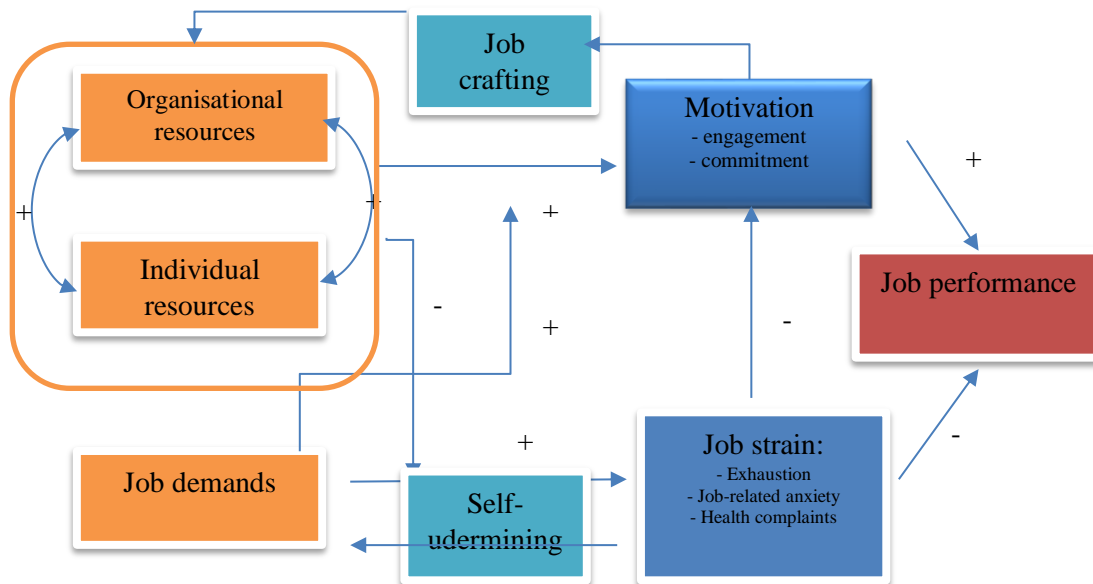 Job
crafting
Organisational
resources
Motivation
- engagement
- commitment
+
+
+
+
Individual
resources
Job performance
-
+
-
+
-
Job demands
Self-
udermining
Job strain:
- Exhaustion
- Job-related anxiety
- Health complaints